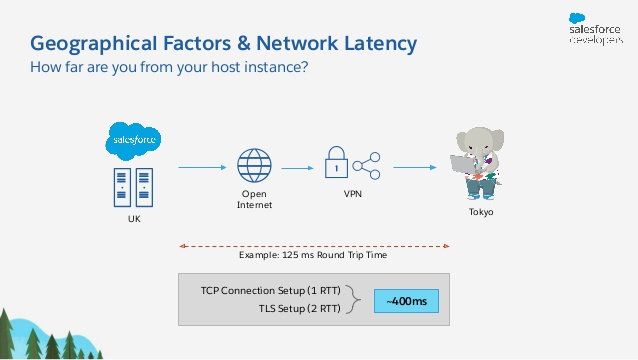 salesforce
developers
Geographical Factors & Network Latency
How far are you from your host instance?
salesforce
1
Open
Internet
VPN
UK
Tokyo
Example: 125 ms Round Trip Time
TCP Connection Setup (1 RTT)
TLS Setup (2 RTT)
~400ms